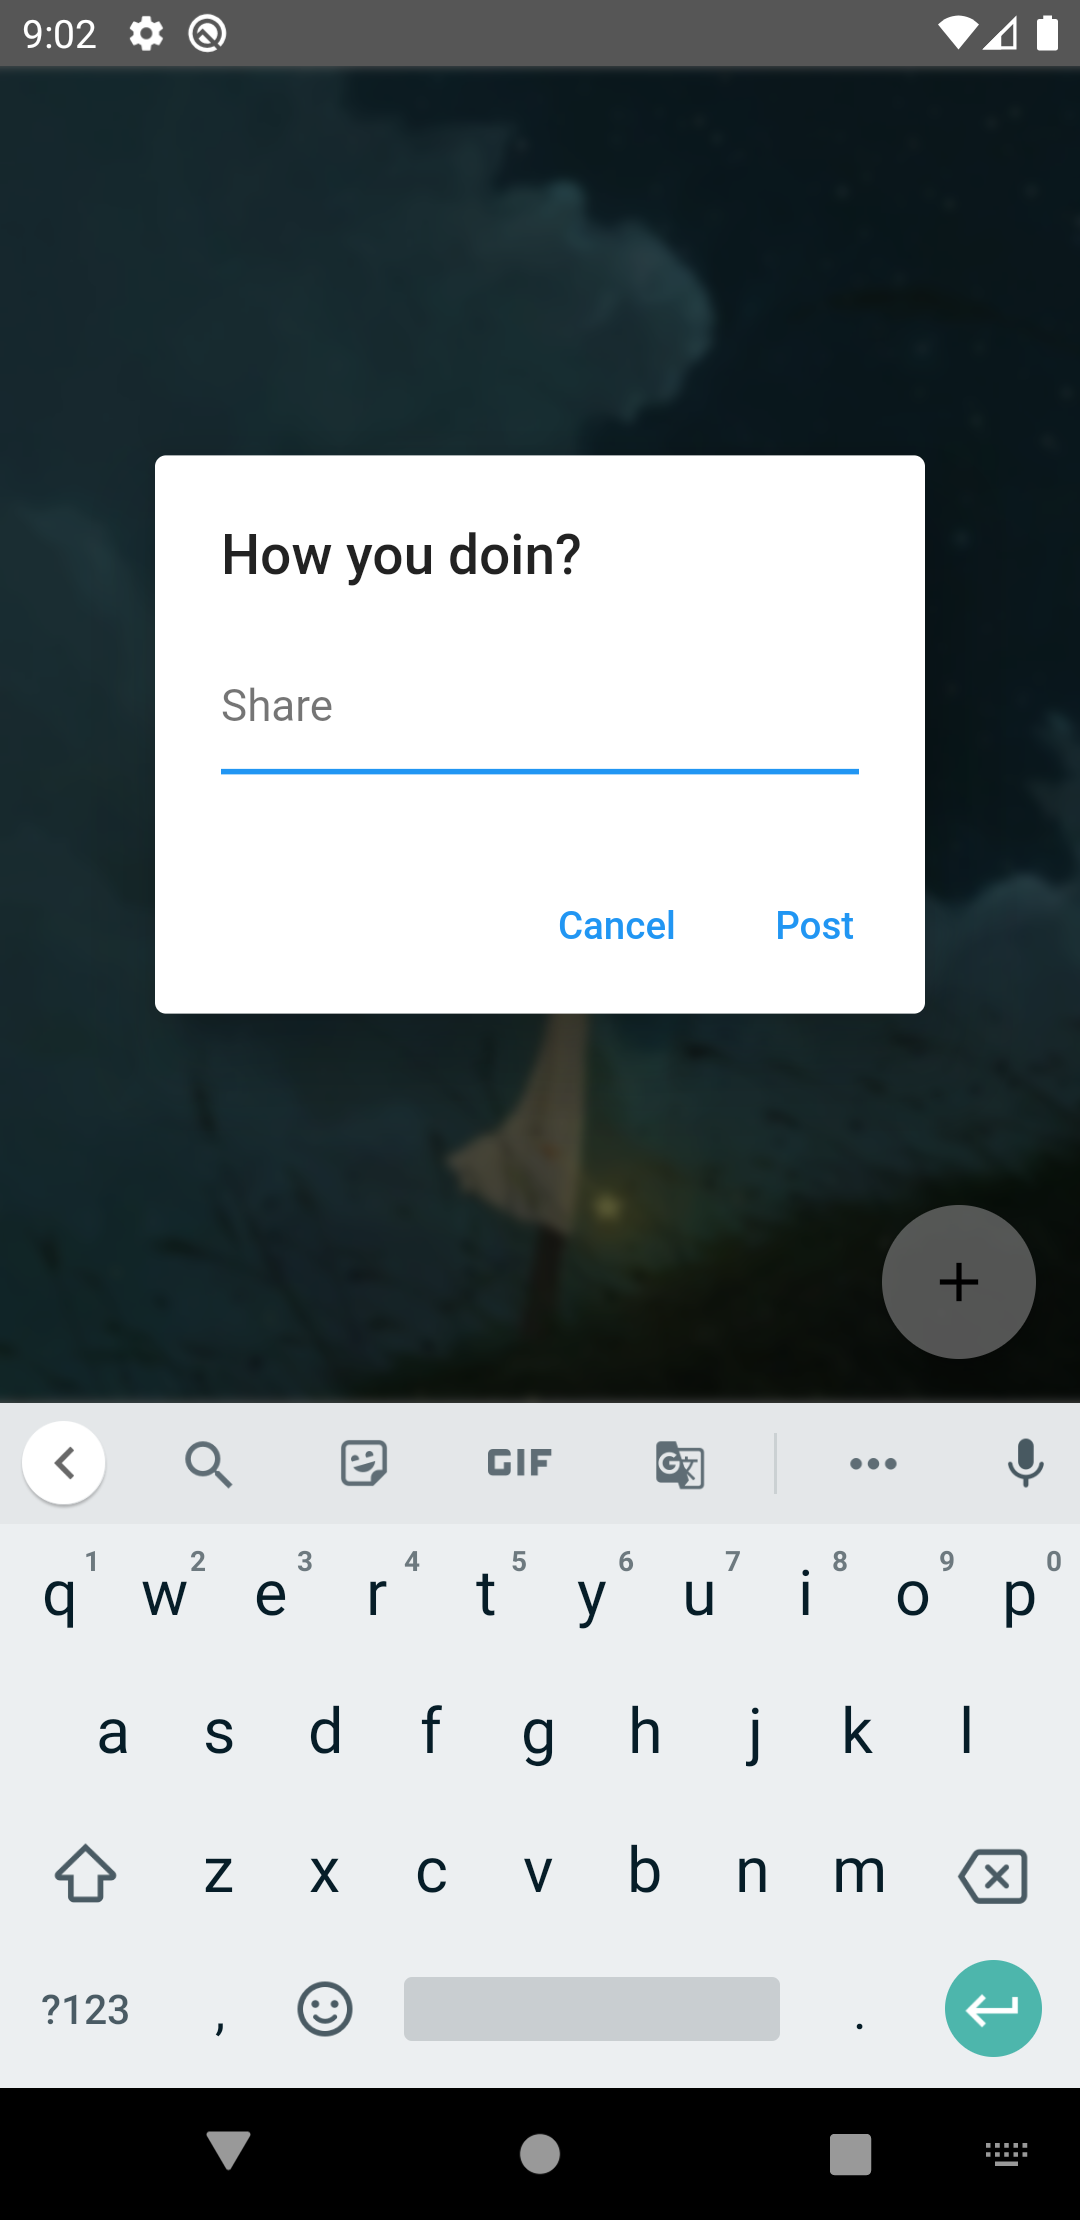 9:02
How you doin?
Share
Cancel Post
GIF
G
1 2 3 4 5 6 7 8 9 0
q w e r t y u i o p
a s d f g h j k l
z x c v b n m
?123 , .